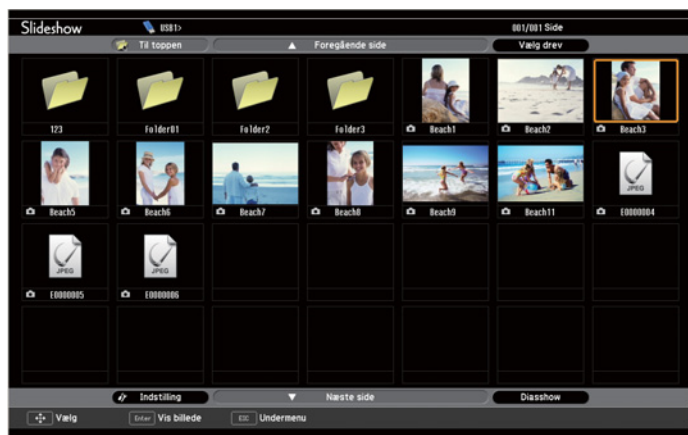 Slideshow USB1> 001/001 Side
Til toppen Foregående side Vælg drev
123 Folder01 Folder2 Folder3 Beach1 Beach2 Beach3
JPEG
Beach5 Beach6 Beach7 Beach8 Beach9 Beach11 E0000004
JPEG JPEG
E0000005 E0000006
Indstilling Næste side Diasshow
Vælg Enter Vis billede ESC Undermenu